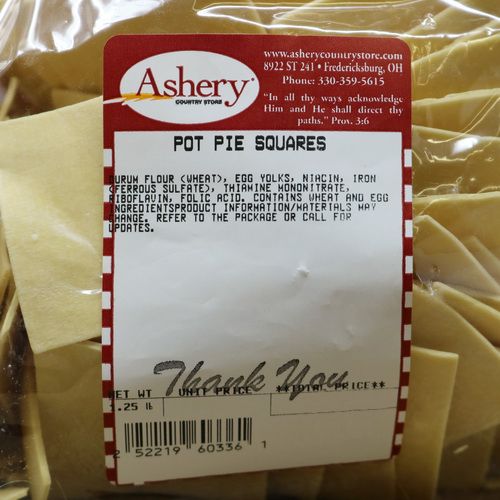 Ashery
COUNTRY STORE
www.asherycountrystore.com
8922 ST 241 • Fredericksburg, OH
Phone: 330-359-5615
"In all thy ways acknowledge
Him and He shall direct thy
paths." Prov. 3:6
POT PIE SQUARES
DURUM FLOUR (WHEAT), EGG YOLKS, NIACIN, IRON
(FERROUS SULFATE), THIAMINE MONONITRATE,
RIBOFLAVIN, FOLIC ACID. CONTAINS WHEAT AND EGG
INGREDIENTSPRODUCT INFORMATION/MATERIALS MAY
CHANGE. REFER TO THE PACKAGE OR CALL FOR
UPDATES.
Thank You
NET WT UNIT PRICE **TOTAL PRICE**
1.25 lb
2 52219 60336 1